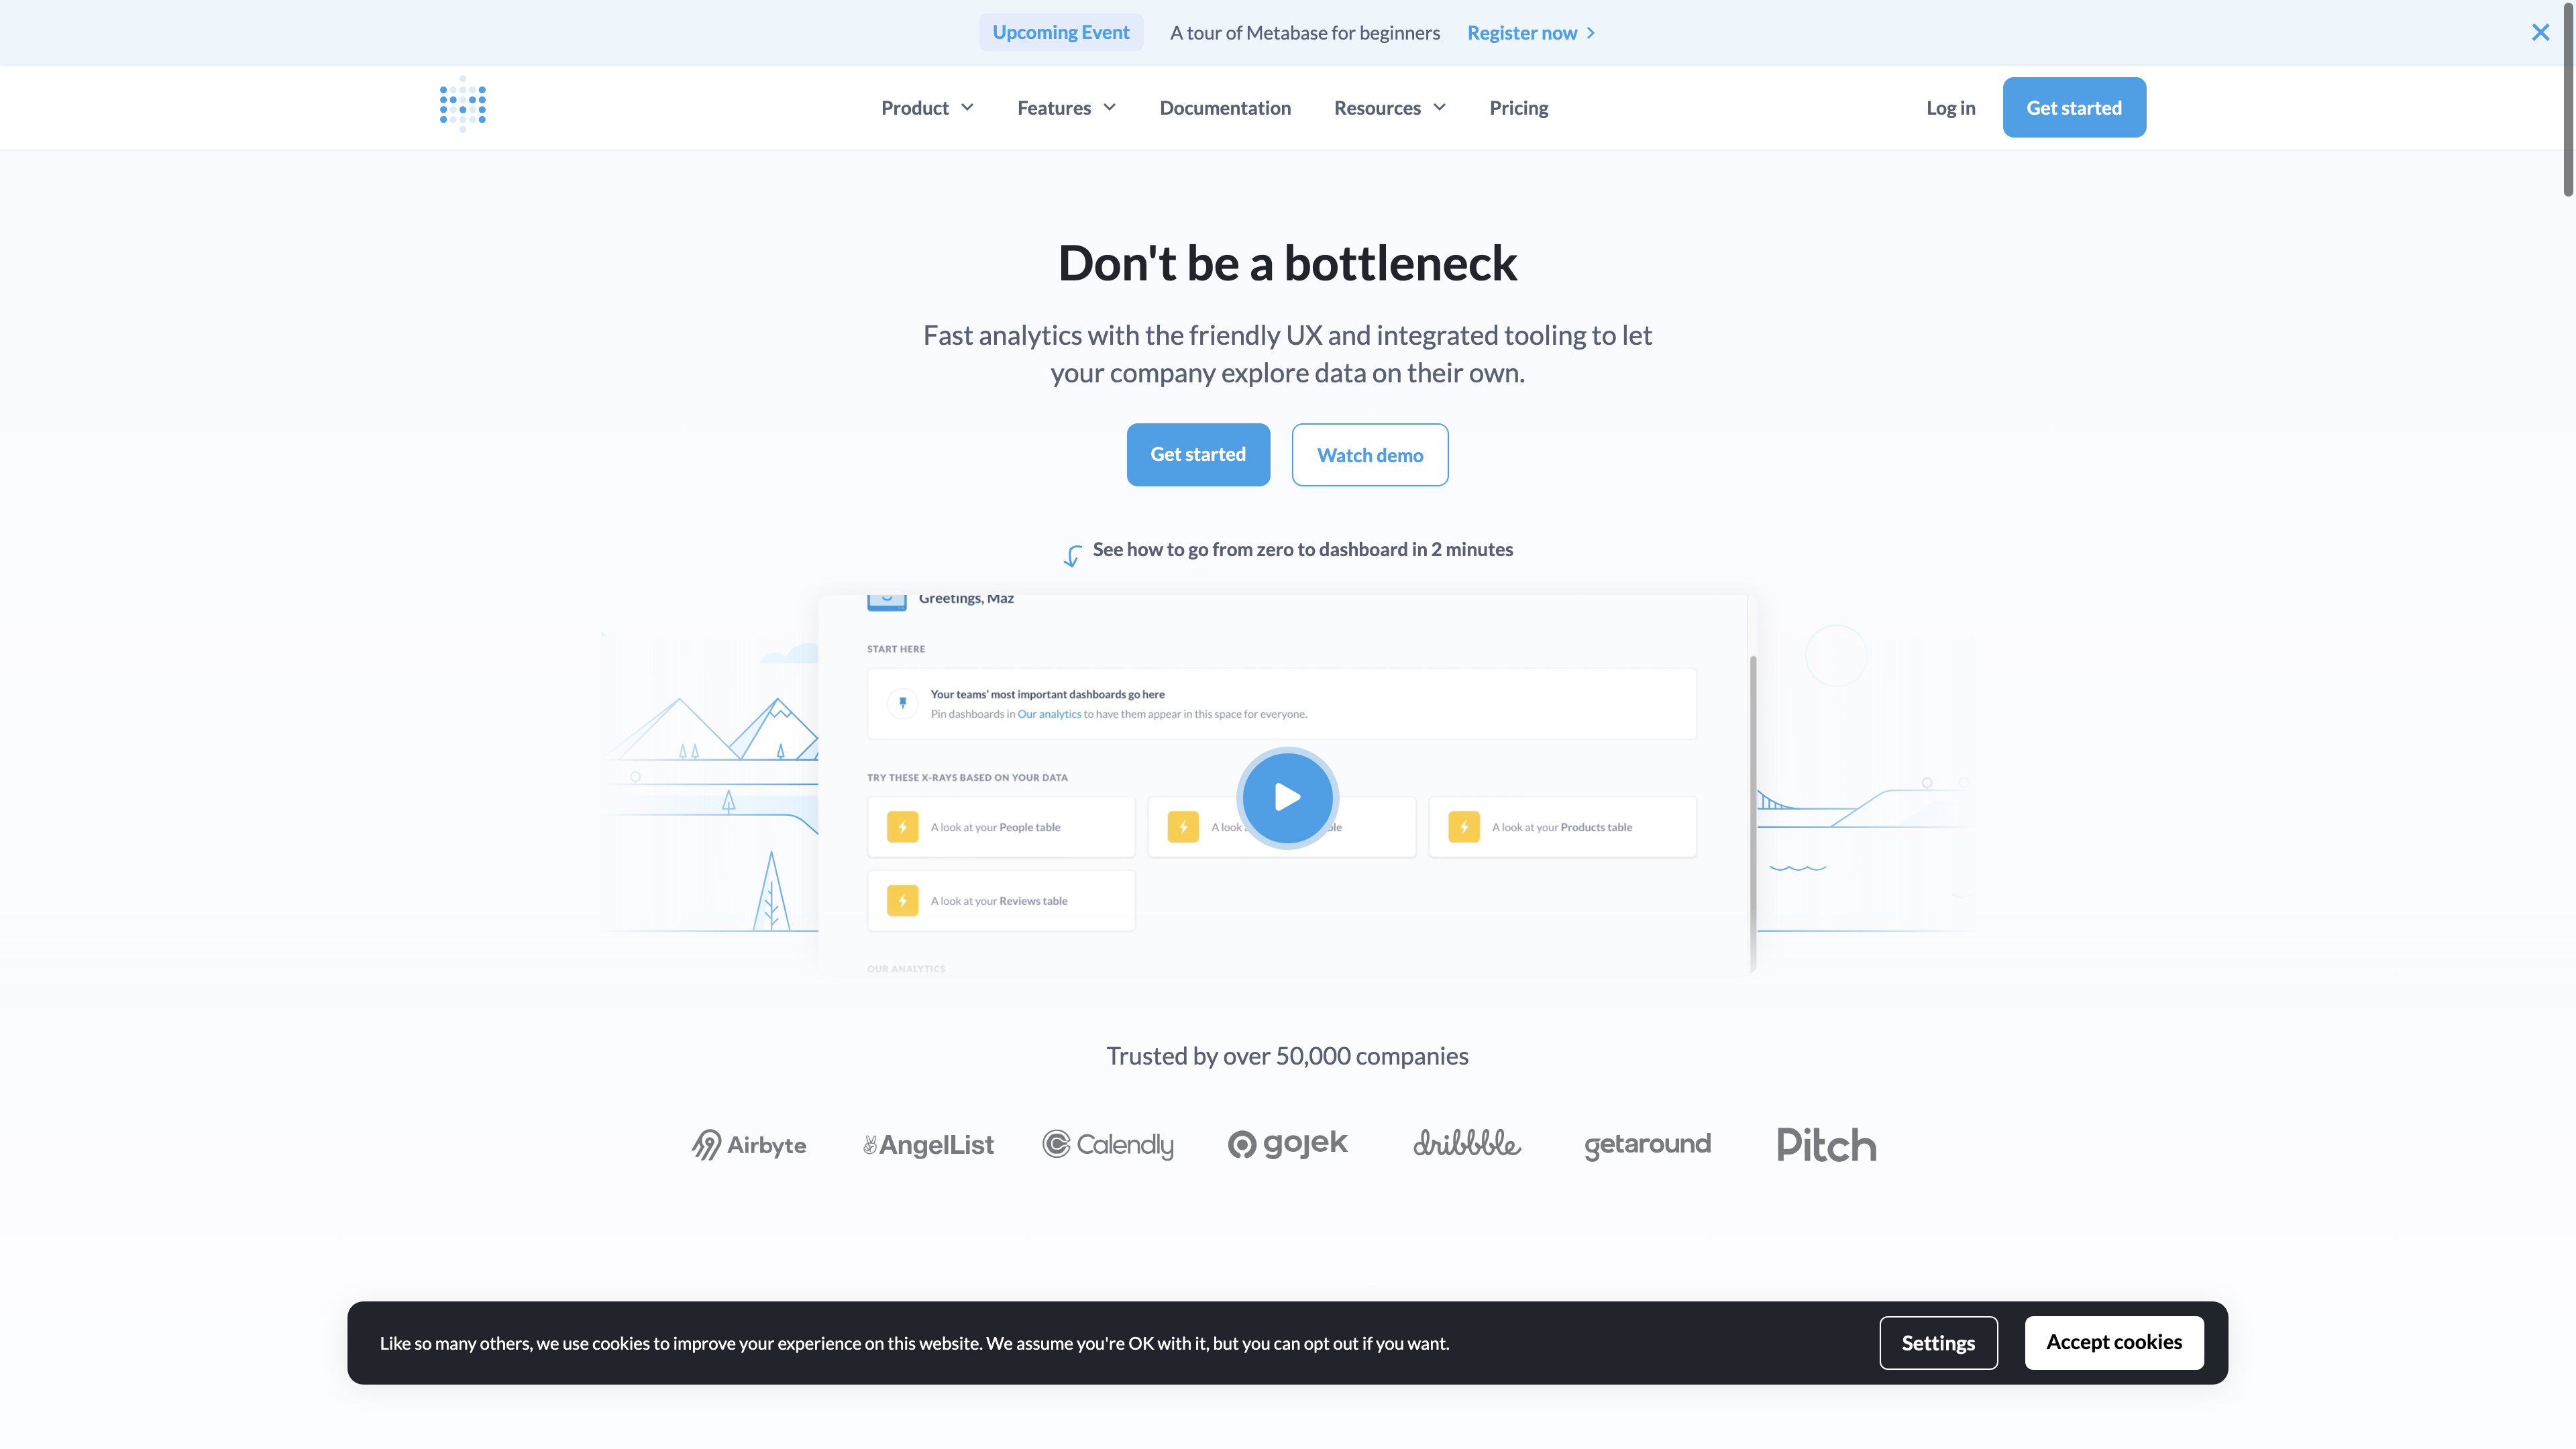 Upcoming Event A tour of Metabase for beginners Register now
Product Features Documentation Resources Pricing Log in Get started
Don't be a bottleneck
Fast analytics with the friendly UX and integrated tooling to let
your company explore data on their own.
Get started Watch demo
See how to go from zero to dashboard in 2 minutes
Greetings, Maz
START HERE
Your teams' most important dashboards go here
Pin dashboards in Our analytics to have them appear in this space for everyone.
TRY THESE X-RAYS BASED ON YOUR DATA
A look at your People table
A look
A look at your Products table
A look at your Reviews table
OUR ANALYTICS
Trusted by over 50,000 companies
Airbyte AngelList Calendly gojek dribbble getaround Pitch
Like so many others, we use cookies to improve your experience on this website. We assume you're OK with it, but you can opt out if you want.
Settings Accept cookies